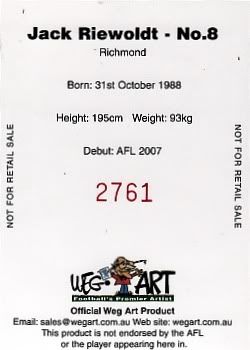 Jack Riewoldt - No.8
Richmond
Born: 31st October 1988
Height: 195cm Weight: 93kg
Debut: AFL 2007
NOT FOR RETAIL SALE
NOT FOR RETAIL SALE
2761
WEG ART
Football's Premier Artist
Official Weg Art Product
Email: sales@wegart.com.au Web site: wegart.com.au
This product is not endorsed by the AFL
or the player appearing here in.